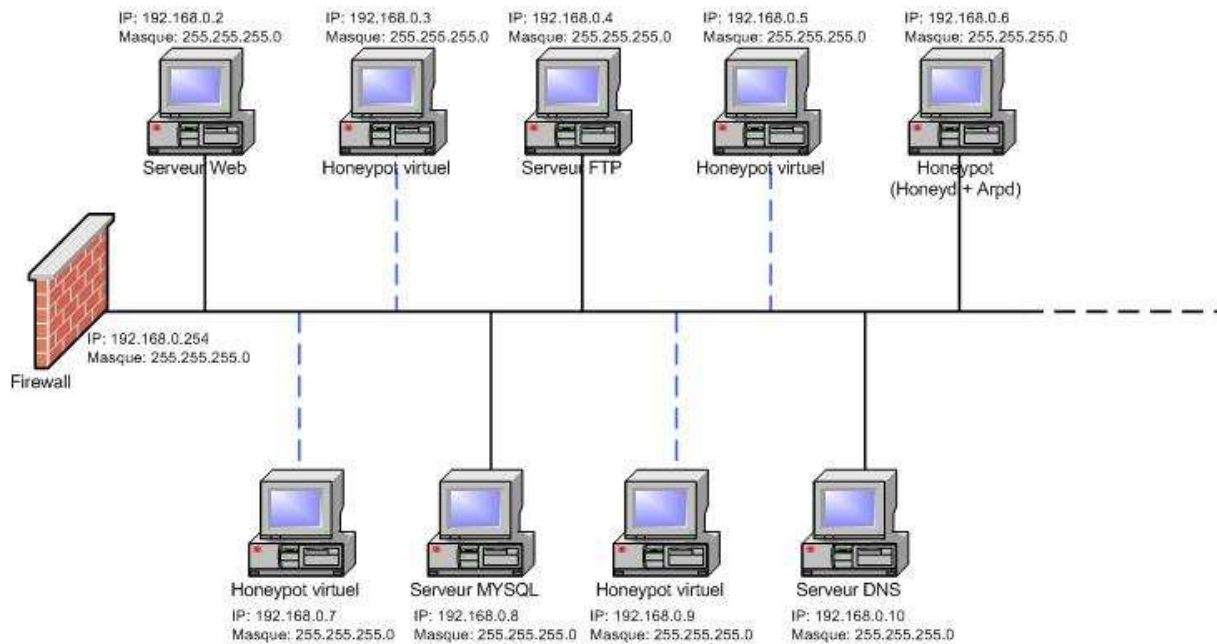 IP: 192.168.0.2
Masque: 255.255.255.0
IP: 192.168.0.3
Masque: 255.255.255.0
IP: 192.168.0.4
Masque: 255.255.255.0
IP: 192.168.0.5
Masque: 255.255.255.0
IP: 192.168.0.6
Masque: 255.255.255.0
Serveur Web
Honeypot virtuel
Serveur FTP
Honeypot virtuel
Honeypot
(Honeyd + Arpd)
IP: 192.168.0.254
Masque: 255.255.255.0
Firewall
Honeypot virtuel
IP: 192.168.0.7
Masque: 255.255.255.0
Serveur MYSQL
IP: 192.168.0.8
Masque: 255.255.255.0
Honeypot virtuel
IP: 192.168.0.9
Masque: 255.255.255.0
Serveur DNS
IP: 192.168.0.10
Masque: 255.255.255.0